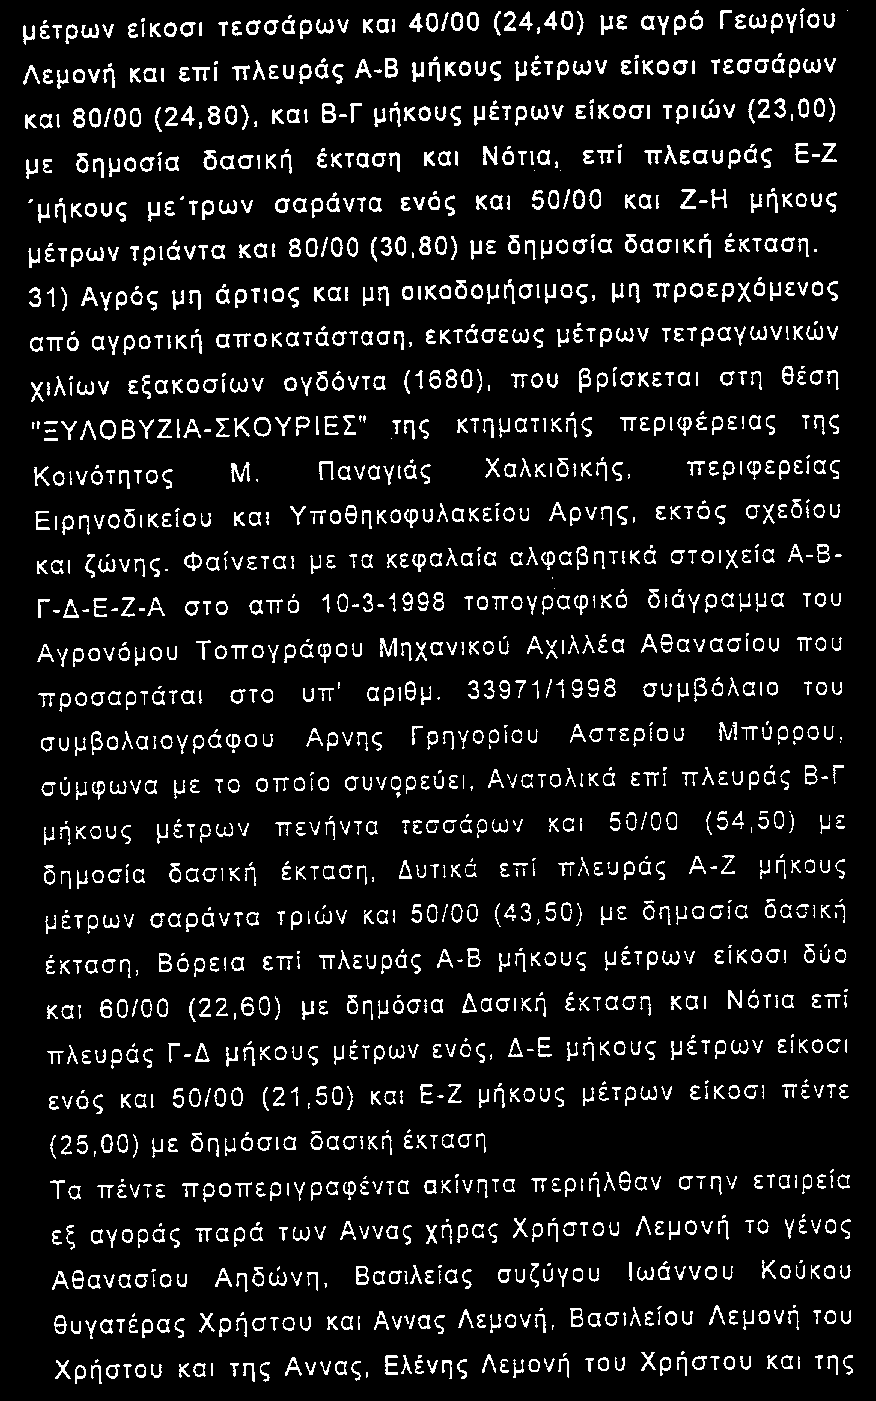 μέτρων είκοσι τεσσάρων και 40/00 (24,40) με αγρό Γεωργίου
Λεμονή και επί πλευράς Α-Β μήκους μέτρων είκοσι τεσσάρων
και 80/00 (24,80), και Β-Γ μήκους μέτρων είκοσι τριών (23,00)
με δημοσία δασική έκταση και Νότια, επί πλεαυράς Ε-Ζ
΄μήκους με΄τρων σαράντα ενός και 50/00 και Ζ-Η μήκους
μέτρων τριάντα και 80/00 (30,80) με δημοσία δασική έκταση.
31) Αγρός μη άρτιος και μη οικοδομήσιμος, μη προερχόμενος
από αγροτική αποκατάσταση, εκτάσεως μέτρων τετραγωνικών
χιλίων εξακοσίων ογδόντα (1680), που βρίσκεται στη θέση
"ΞΥΛΟΒΥΖΙΑ-ΣΚΟΥΡΙΕΣ" της κτηματικής περιφέρειας της
Κοινότητος Μ. Παναγιάς Χαλκιδικής, περιφερείας
Ειρηνοδικείου και Υποθηκοφυλακείου Αρνης, εκτός σχεδίου
και ζώνης. Φαίνεται με τα κεφαλαία αλφαβητικά στοιχεία Α-Β-
Γ-Δ-Ε-Ζ-Α στο από 10-3-1998 τοπογραφικό διάγραμμα του
Αγρονόμου Τοπογράφου Μηχανικού Αχιλλέα Αθανασίου που
προσαρτάται στο υπ' αριθμ. 33971/1998 συμβόλαιο του
συμβολαιογράφου Αρνης Γρηγορίου Αστερίου Μπύρρου,
σύμφωνα με το οποίο συνορεύει, Ανατολικά επί πλευράς Β-Γ
μήκους μέτρων πενήντα τεσσάρων και 50/00 (54,50) με
δημοσία δασική έκταση, Δυτικά επί πλευράς Α-Ζ μήκους
μέτρων σαράντα τριών και 50/00 (43,50) με δημοσία δασική
έκταση, Βόρεια επί πλευράς Α-Β μήκους μέτρων είκοσι δύο
και 60/00 (22,60) με δημόσια Δασική έκταση και Νότια επί
πλευράς Γ-Δ μήκους μέτρων ενός, Δ-Ε μήκους μέτρων είκοσι
ενός και 50/00 (21,50) και Ε-Ζ μήκους μέτρων είκοσι πέντε
(25,00) με δημόσια δασική έκταση
Τα πέντε προπεριγραφέντα ακίνητα περιήλθαν στην εταιρεία
εξ αγοράς παρά των Αννας χήρας Χρήστου Λεμονή το γένος
Αθανασίου Αηδώνη, Βασιλείας συζύγου Ιωάννου Κούκου
θυγατέρας Χρήστου και Αννας Λεμονή, Βασιλείου Λεμονή του
Χρήστου και της Αννας, Ελένης Λεμονή του Χρήστου και της